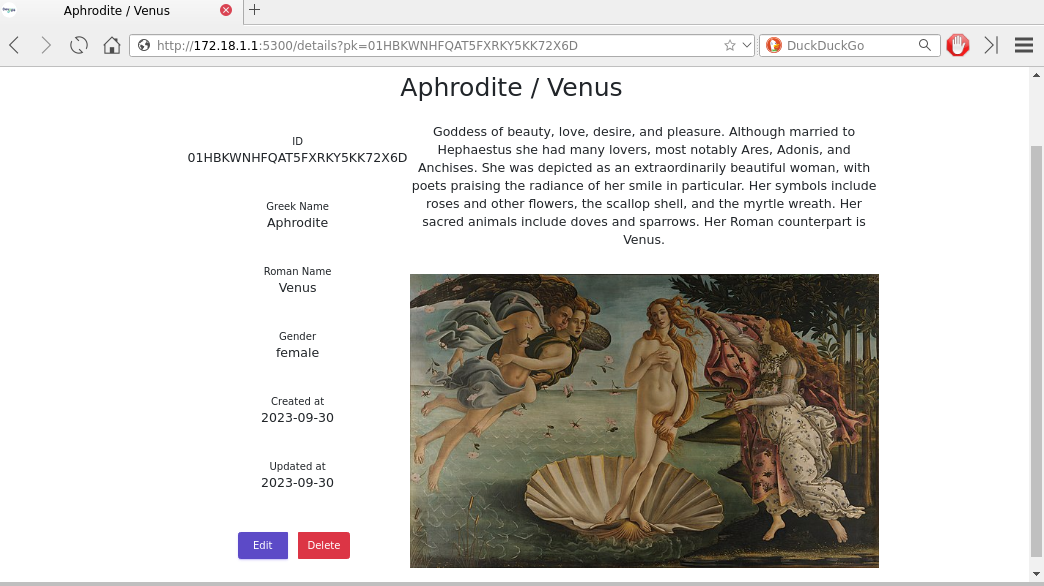 Aphrodite / Venus
http://172.18.1.1:5300/details?pk=01HBKWNHFQAT5FXRKY5KK72X6D
DuckDuckGo
Aphrodite / Venus
ID
01HBKWNHFQAT5FXRKY5KK72X6D
Greek Name
Aphrodite
Roman Name
Venus
Gender
female
Created at
2023-09-30
Updated at
2023-09-30
Edit
Delete
Goddess of beauty, love, desire, and pleasure. Although married to
Hephaestus she had many lovers, most notably Ares, Adonis, and
Anchises. She was depicted as an extraordinarily beautiful woman, with
poets praising the radiance of her smile in particular. Her symbols include
roses and other flowers, the scallop shell, and the myrtle wreath. Her
sacred animals include doves and sparrows. Her Roman counterpart is
Venus.